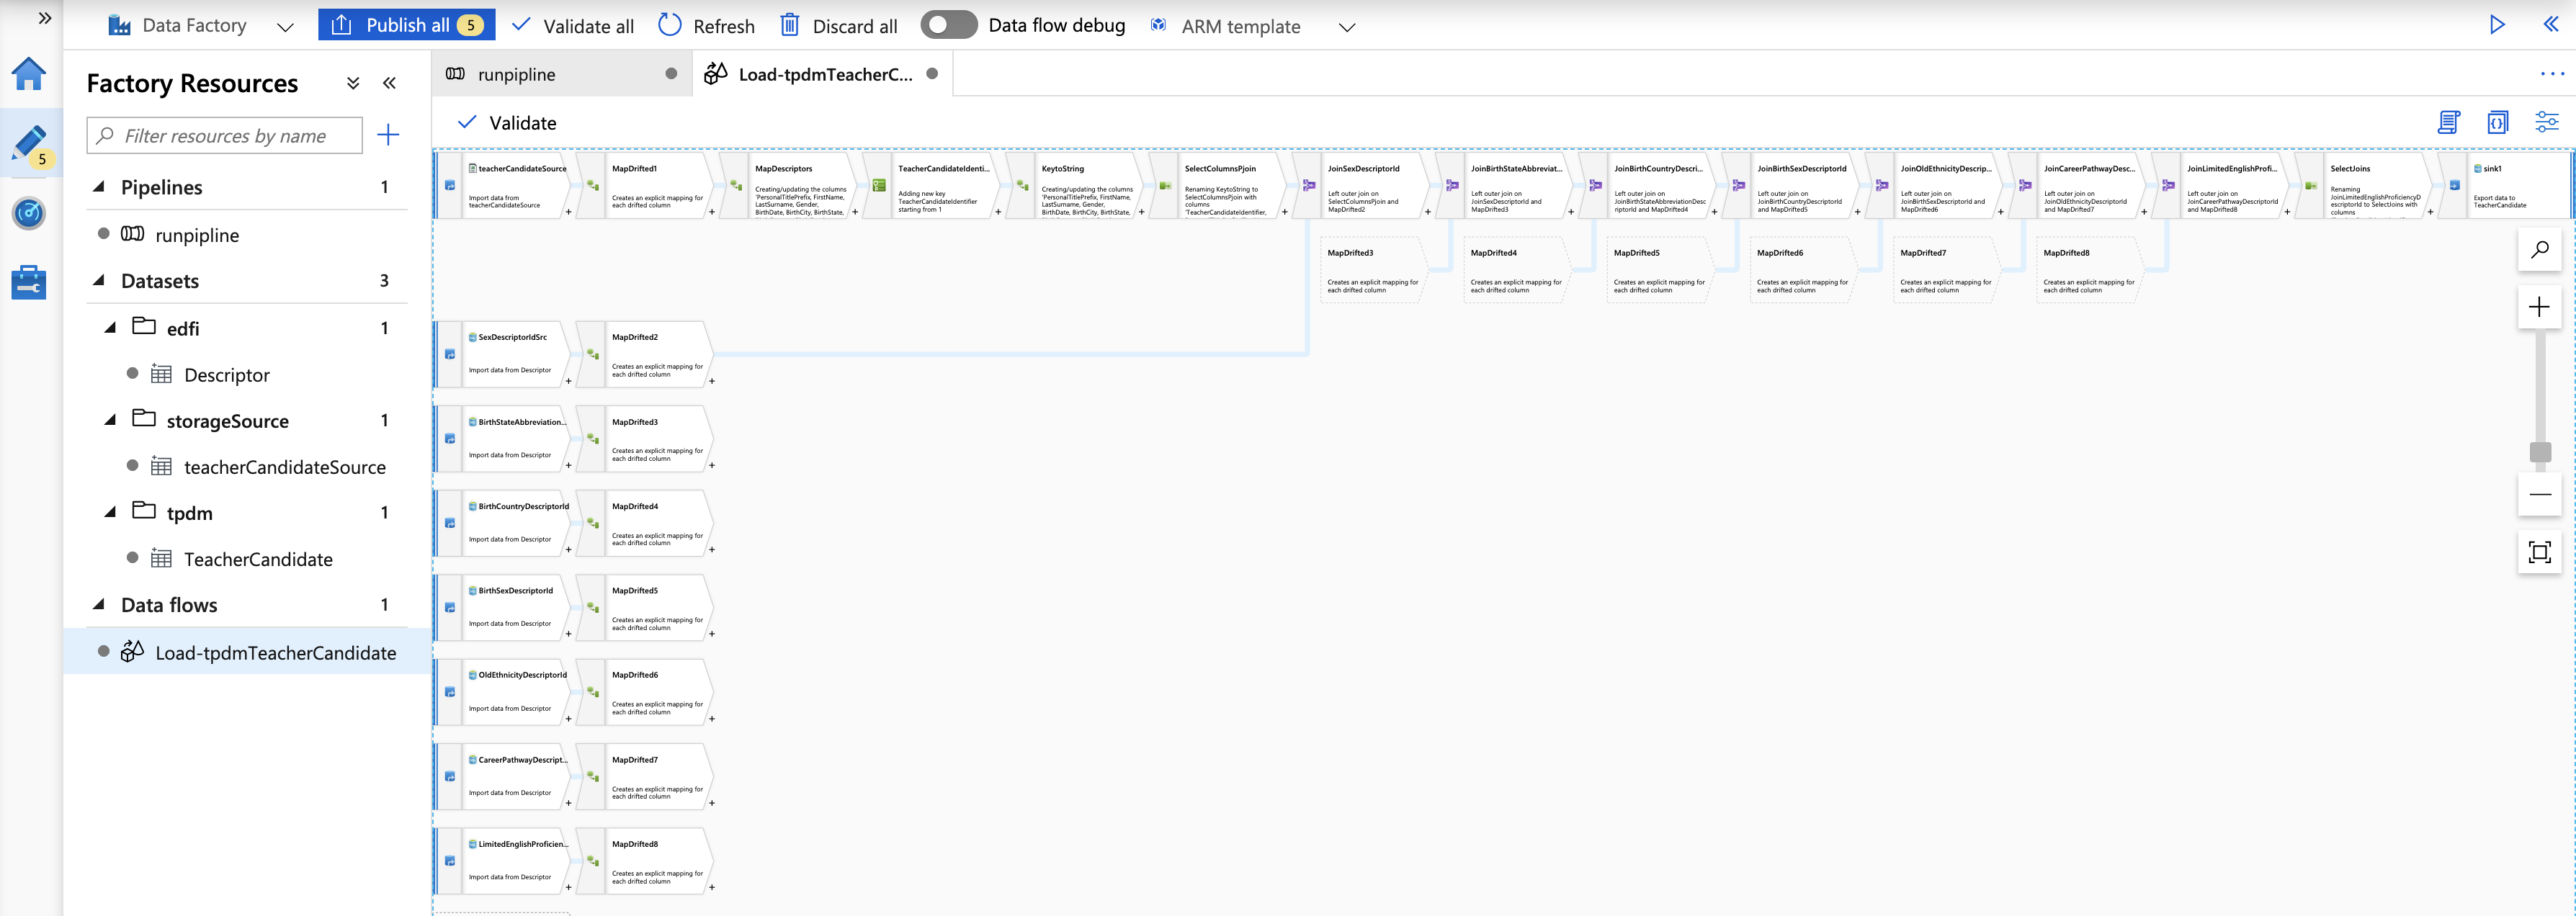 Data Factory
Publish all 5
Validate all
Refresh
Discard all
Data flow debug
ARM template
Factory Resources
Filter resources by name
5
Pipelines 1
runpipline
Datasets 3
edfi 1
Descriptor
storageSource 1
teacherCandidateSource
tpdm 1
TeacherCandidate
Data flows 1
Load-tpdmTeacherCandidate
runpipline
Load-tpdmTeacherC...
Validate
teacherCandidateSource
Import data from
teacherCandidateSource
+
MapDrifted1
Creates an explicit mapping for
each drifted column
+
MapDescriptors
Creating/updating the columns
'PersonalTitlePrefix, FirstName,
LastSurname, Gender,
BirthDate, BirthCity, BirthState,
+
TeacherCandidateIdenti...
Adding new key
TeacherCandidateIdentifier
starting from 1
+
KeytoString
Creating/updating the columns
'PersonalTitlePrefix, FirstName,
LastSurname, Gender,
BirthDate, BirthCity, BirthState,
+
SelectColumnsPjoin
Renaming KeytoString to
SelectColumnsPjoin with
columns
'TeacherCandidateIdentifier,
+
JoinSexDescriptorId
Left outer join on
SelectColumnsPjoin and
MapDrifted2
+
JoinBirthStateAbbreviat...
Left outer join on
JoinSexDescriptorId and
MapDrifted3
+
JoinBirthCountryDescri...
Left outer join on
JoinBirthStateAbbreviationDesc
riptorId and MapDrifted4
+
JoinBirthSexDescriptorId
Left outer join on
JoinBirthCountryDescriptorId
and MapDrifted5
+
JoinOldEthnicityDescrip...
Left outer join on
JoinBirthSexDescriptorId and
MapDrifted6
+
JoinCareerPathwayDesc...
Left outer join on
JoinOldEthnicityDescriptorId
and MapDrifted7
+
JoinLimitedEnglishProfi...
Left outer join on
JoinCareerPathwayDescriptorId
and MapDrifted8
+
SelectJoins
Renaming
JoinLimitedEnglishProficiencyD
escriptorId to SelectJoins with
columns
+
sink1
Export data to
TeacherCandidate
MapDrifted3
Creates an explicit mapping for
each drifted column
MapDrifted4
Creates an explicit mapping for
each drifted column
MapDrifted5
Creates an explicit mapping for
each drifted column
MapDrifted6
Creates an explicit mapping for
each drifted column
MapDrifted7
Creates an explicit mapping for
each drifted column
MapDrifted8
Creates an explicit mapping for
each drifted column
SexDescriptorIdSrc
Import data from Descriptor
+
MapDrifted2
Creates an explicit mapping for
each drifted column
+
BirthStateAbbreviation...
Import data from Descriptor
+
MapDrifted3
Creates an explicit mapping for
each drifted column
+
BirthCountryDescriptorId
Import data from Descriptor
+
MapDrifted4
Creates an explicit mapping for
each drifted column
+
BirthSexDescriptorId
Import data from Descriptor
+
MapDrifted5
Creates an explicit mapping for
each drifted column
+
OldEthnicityDescriptorId
Import data from Descriptor
+
MapDrifted6
Creates an explicit mapping for
each drifted column
+
CareerPathwayDescript...
Import data from Descriptor
+
MapDrifted7
Creates an explicit mapping for
each drifted column
+
LimitedEnglishProficien...
Import data from Descriptor
+
MapDrifted8
Creates an explicit mapping for
each drifted column
+